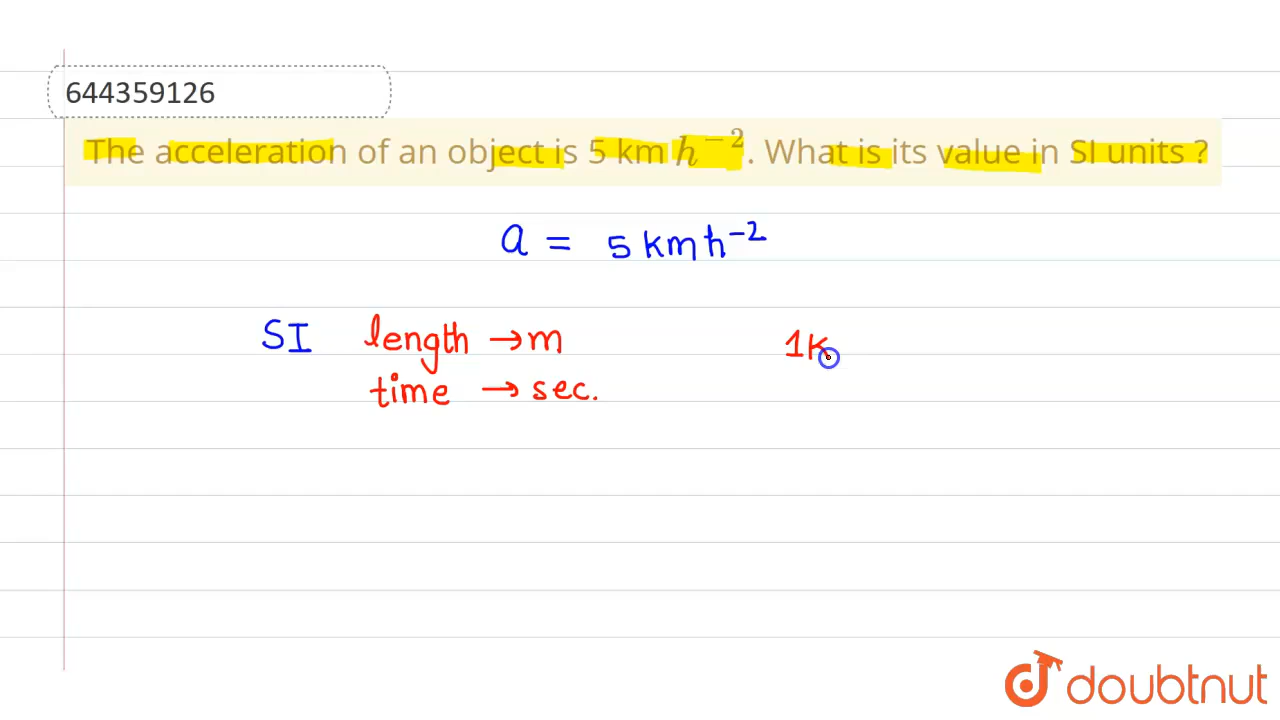 644359126
The acceleration of an object is 5 km h⁻². What is its value in SI units ?
a = 5 km h⁻²
SI length → m 1K
time → sec.
doubtnut